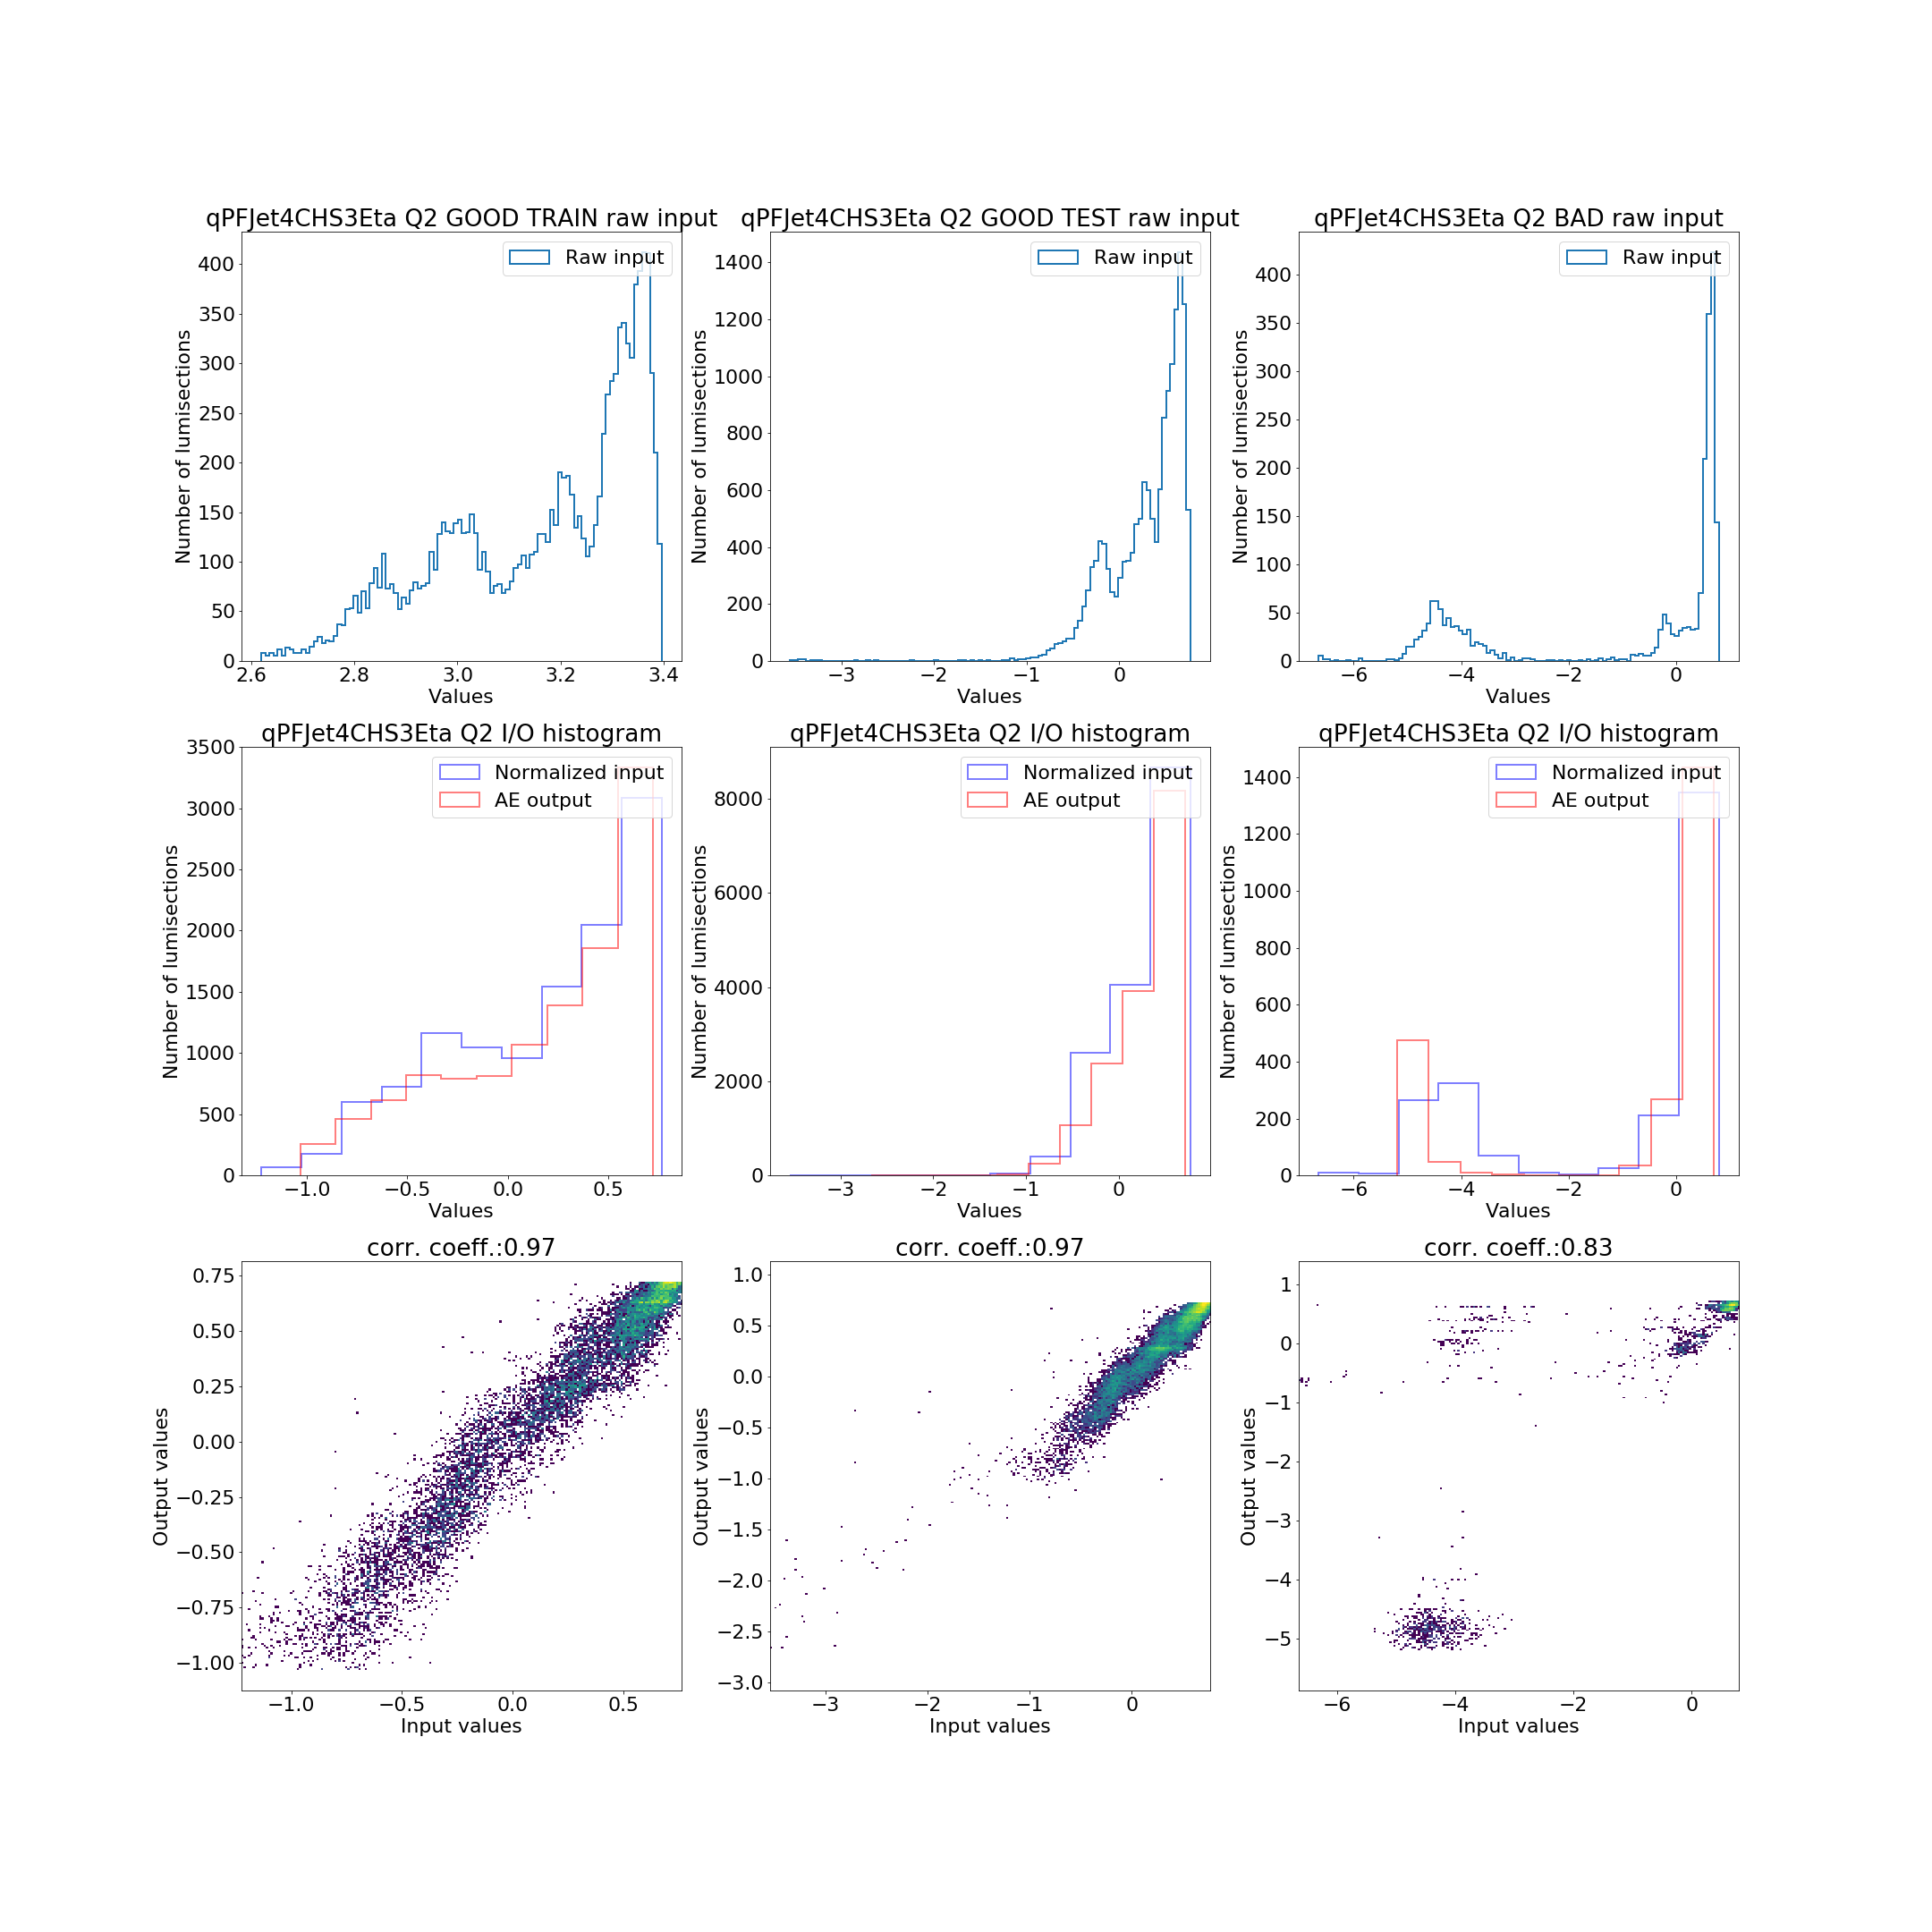 qPFJet4CHS3Eta Q2 GOOD TRAIN raw input
Raw input
400
350
300
250
200
150
100
50
0
2.6 2.8 3.0 3.2 3.4
Number of lumisections
Values
qPFJet4CHS3Eta Q2 GOOD TEST raw input
Raw input
1400
1200
1000
800
600
400
200
0
−3 −2 −1 0
Number of lumisections
Values
qPFJet4CHS3Eta Q2 BAD raw input
Raw input
400
350
300
250
200
150
100
50
0
−6 −4 −2 0
Number of lumisections
Values
qPFJet4CHS3Eta Q2 I/O histogram
Normalized input
AE output
3500
3000
2500
2000
1500
1000
500
0
−1.0 −0.5 0.0 0.5
Number of lumisections
Values
qPFJet4CHS3Eta Q2 I/O histogram
Normalized input
AE output
8000
6000
4000
2000
0
−3 −2 −1 0
Number of lumisections
Values
qPFJet4CHS3Eta Q2 I/O histogram
Normalized input
AE output
1400
1200
1000
800
600
400
200
0
−6 −4 −2 0
Number of lumisections
Values
corr. coeff.:0.97
0.75
0.50
0.25
0.00
−0.25
−0.50
−0.75
−1.00
−1.0 −0.5 0.0 0.5
Output values
Input values
corr. coeff.:0.97
1.0
0.5
0.0
−0.5
−1.0
−1.5
−2.0
−2.5
−3.0
−3 −2 −1 0
Output values
Input values
corr. coeff.:0.83
1
0
−1
−2
−3
−4
−5
−6 −4 −2 0
Output values
Input values